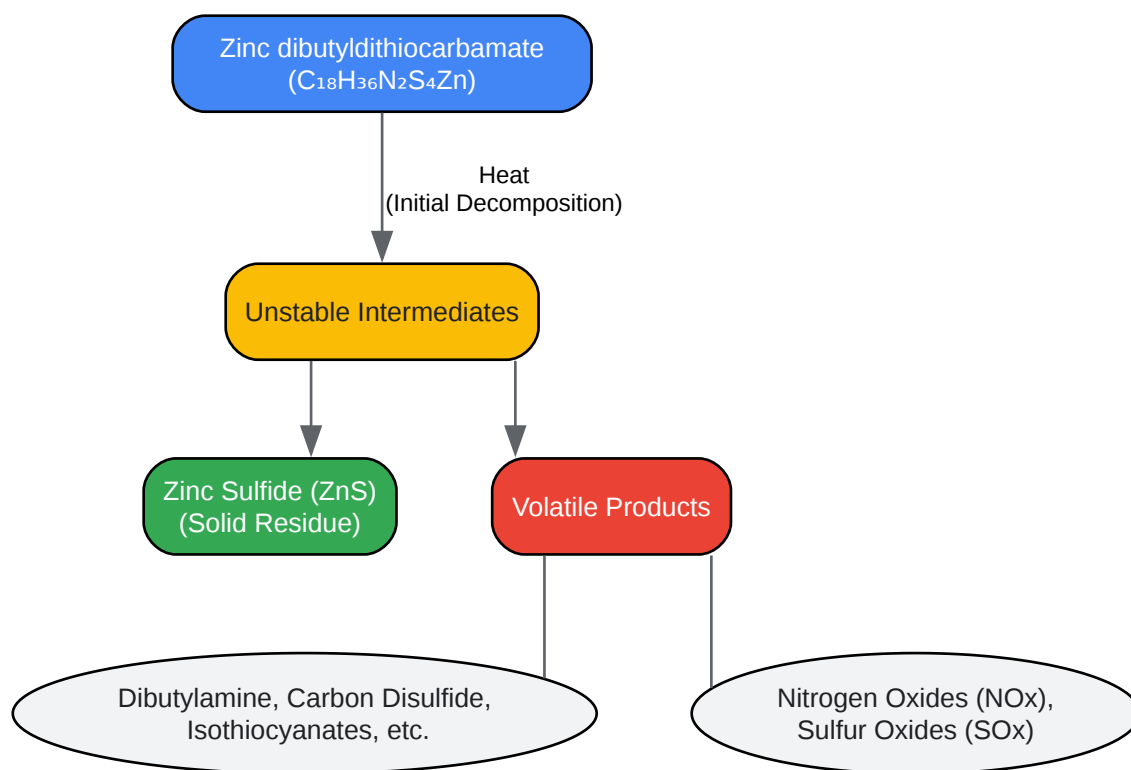 Zinc dibutyldithiocarbamate
(C₁₈H₃₆N₂S₄Zn)
Heat
(Initial Decomposition)
Unstable Intermediates
Zinc Sulfide (ZnS)
(Solid Residue)
Volatile Products
Dibutylamine, Carbon Disulfide,
Isothiocyanates, etc.
Nitrogen Oxides (NOx),
Sulfur Oxides (SOx)